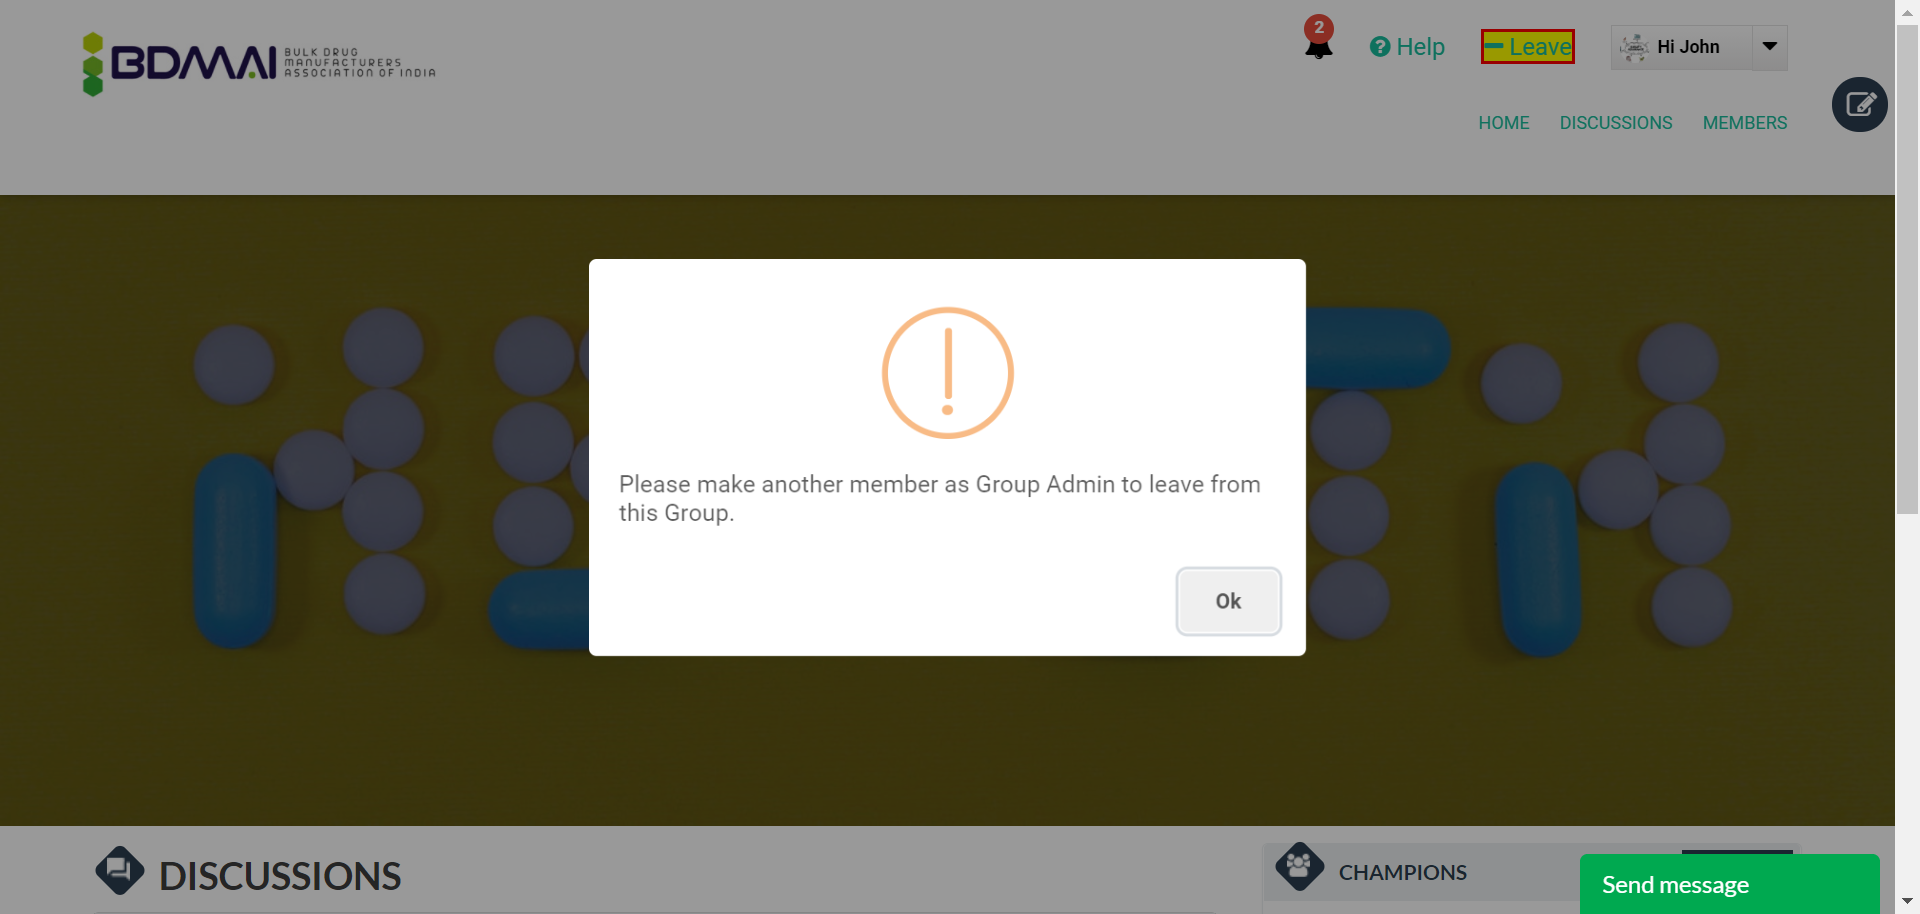 BDMAI
BULK DRUG
MANUFACTURERS
ASSOCIATION OF INDIA
2
Help
Leave
Hi John
HOME DISCUSSIONS MEMBERS
Please make another member as Group Admin to leave from
this Group.
Ok
DISCUSSIONS
CHAMPIONS
Send message